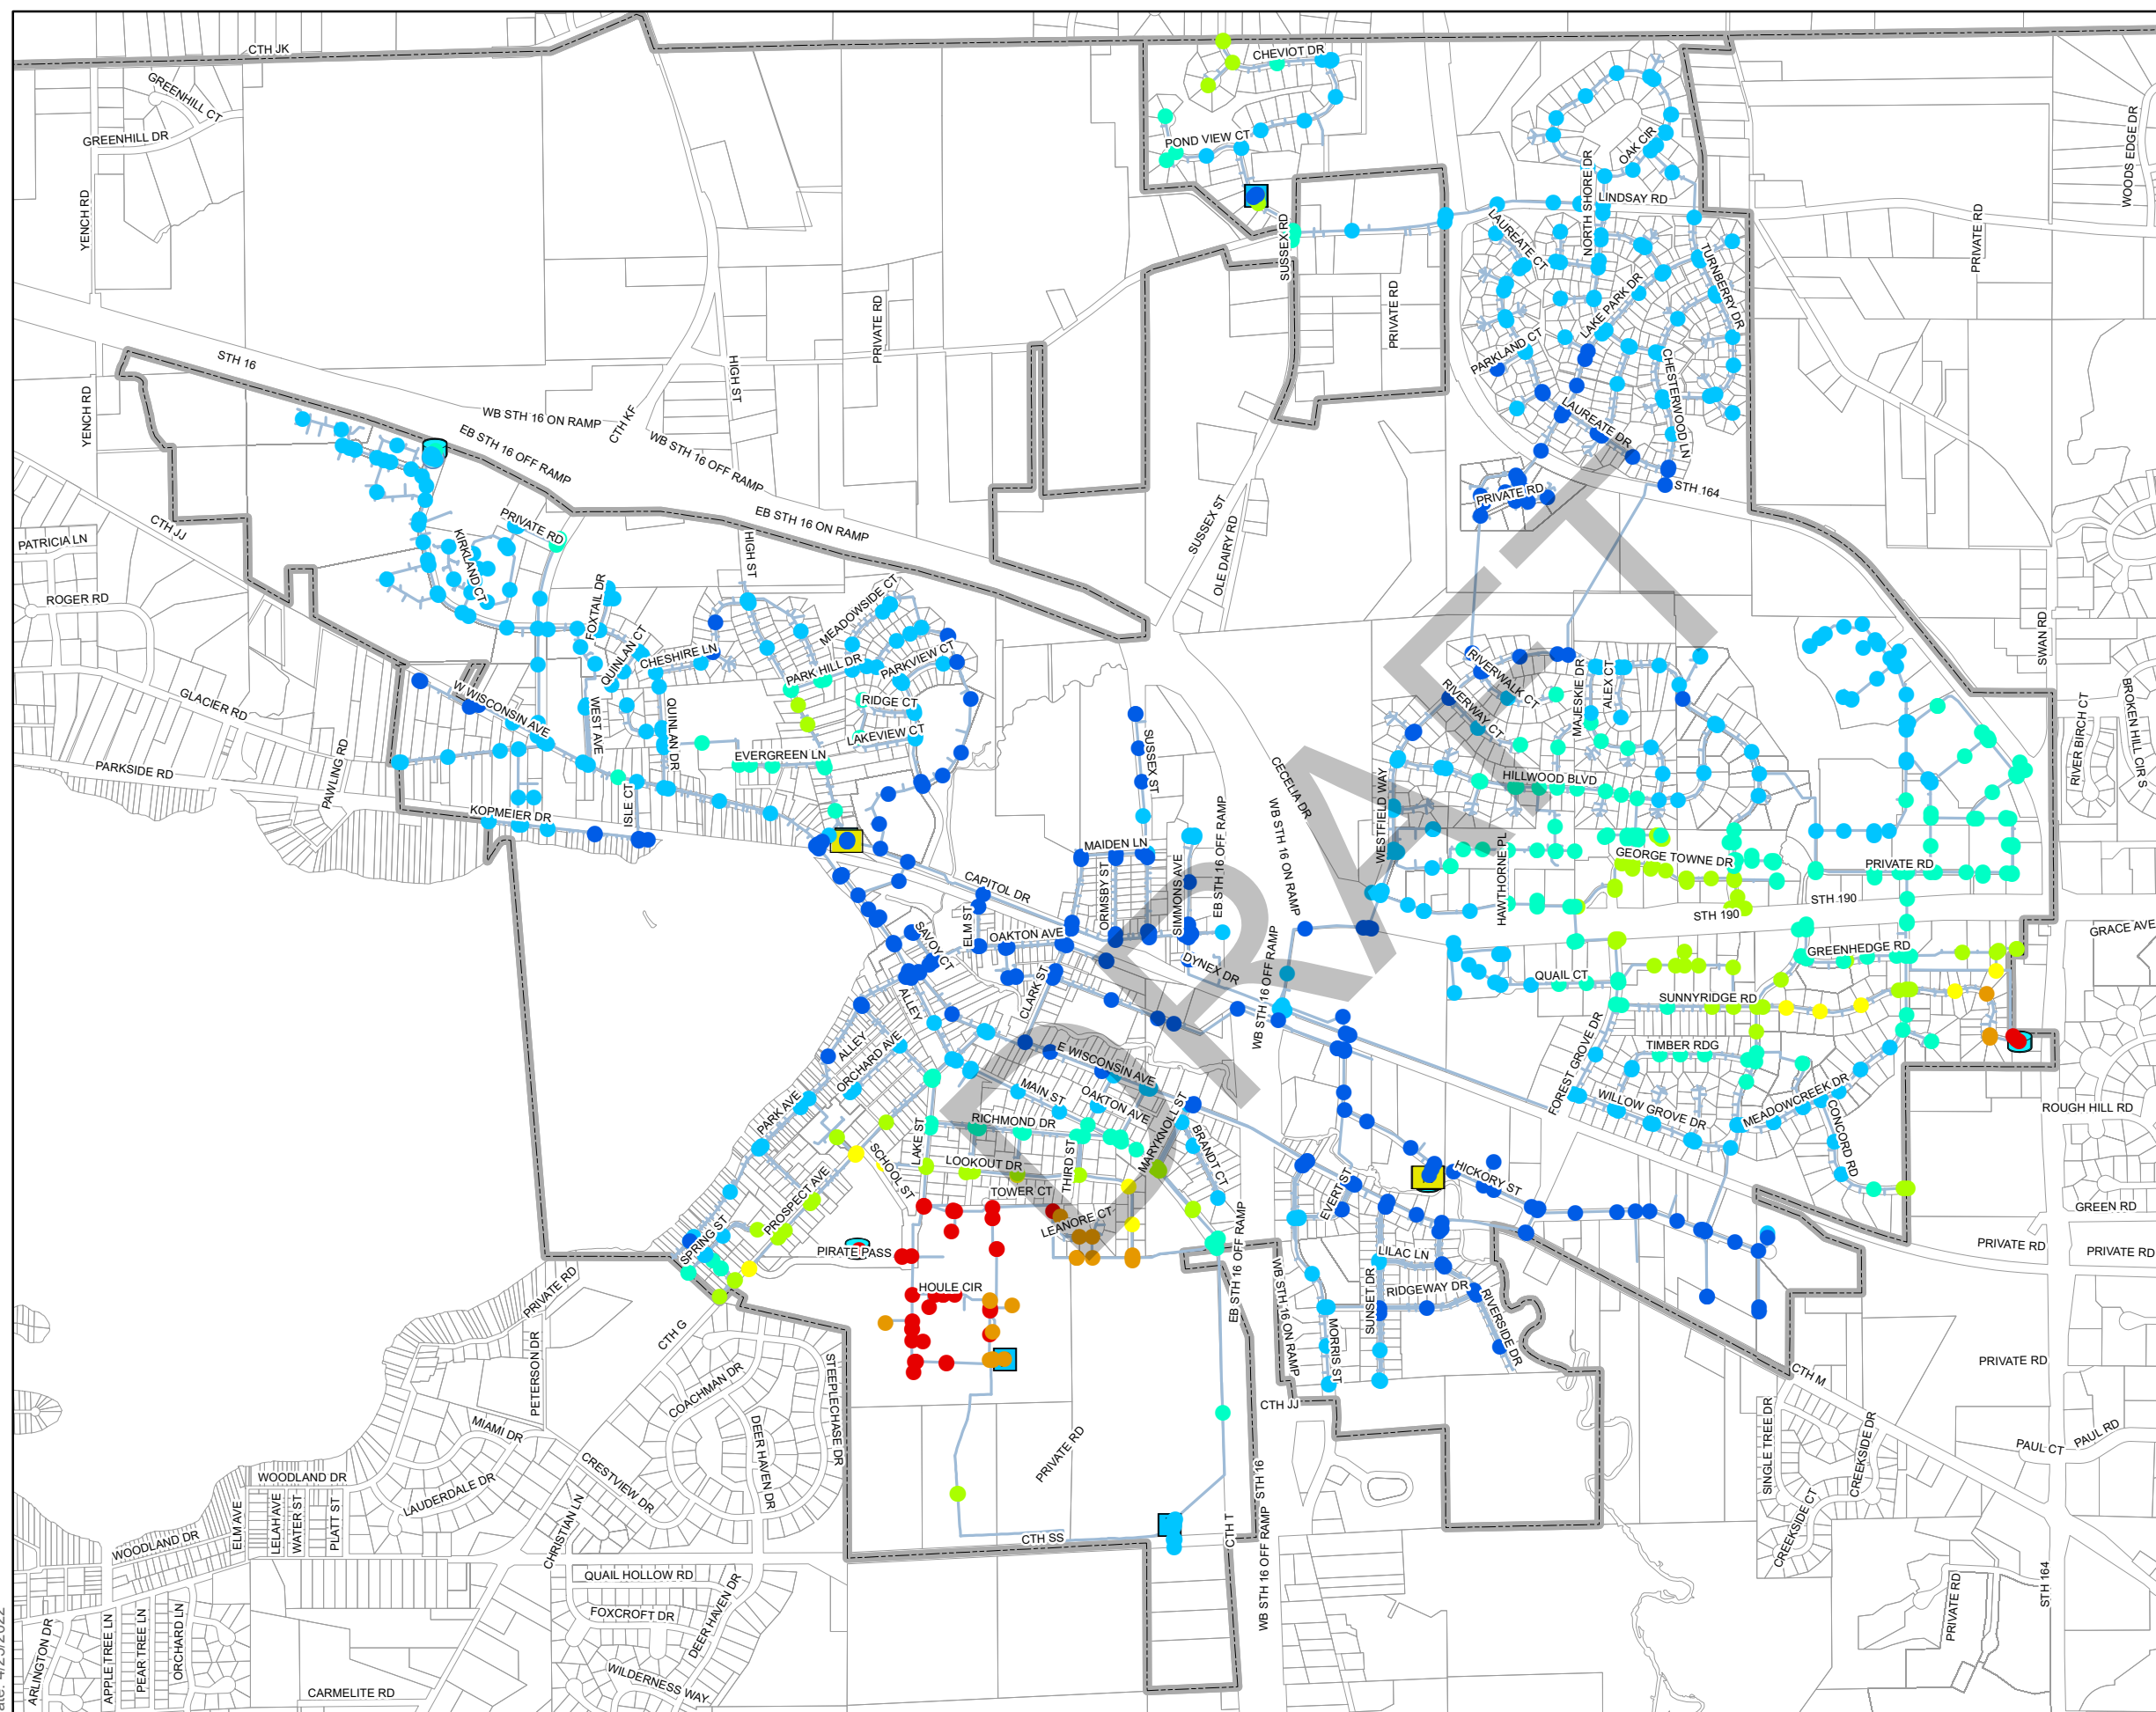 CTH JK
GREENHILL CT
GREENHILL DR
YENCH RD
CHEVIOT DR
POND VIEW CT
OAK CIR
NORTH SHORE DR
LINDSAY RD
WOODS EDGE DR
PRIVATE RD
SUSSEX RD
PRIVATE RD
PRIVATE RD
LAUREATE CT
LAKE PARK DR
TURNBERRY DR
PARKLAND CT
CHESTERWOOD LN
LAUREATE DR
STH 16
YENCH RD
HIGH ST
CTH KF
WB STH 16 ON RAMP
EB STH 16 OFF RAMP
WB STH 16 OFF RAMP
EB STH 16 ON RAMP
PRIVATE RD
STH 164
CTH JJ
PATRICIA LN
PRIVATE RD
KIRKLAND CT
HIGH ST
SUSSEX ST
OLE DAIRY RD
ROGER RD
FOXTAIL DR
MEADOWSIDE CT
QUINLAN CT
CHESHIRE LN
PARK HILL DR
PARKVIEW CT
SWAN RD
RIVERWALK CT
RIVERWAY CT
MAJESKIE DR
ALEX CT
GLACIER RD
W WISCONSIN AVE
WEST AVE
QUINLAN DR
RIDGE CT
LAKEVIEW CT
EVERGREEN LN
SUSSEX ST
RIVER BIRCH CT
BROKEN HILL CIR S
PARKSIDE RD
PAWLING RD
KOPMEIER DR
ISLE CT
CECELIA DR
HILLWOOD BLVD
WESTFIELD WAY
WB STH 16 ON RAMP
EB STH 16 OFF RAMP
MAIDEN LN
ORMSBY ST
SIMMONS AVE
CAPITOL DR
ELM ST
OAKTON AVE
SAVOY CT
HAWTHORNE PL
GEORGE TOWNE DR
PRIVATE RD
STH 190
STH 190
GRACE AVE
GREENHEDGE RD
QUAIL CT
SUNNYRIDGE RD
DYNEX DR
CLARK ST
ALLEY
WB STH 16 OFF RAMP
ALLEY
ORCHARD AVE
E WISCONSIN AVE
FOREST GROVE DR
TIMBER RDG
WILLOW GROVE DR
MEADOWCREEK DR
CONCORD RD
ROUGH HILL RD
PARK AVE
MAIN ST
OAKTON AVE
RICHMOND DR
MARYKNOLL ST
BRANDT CT
LAKE ST
SCHOOL ST
LOOKOUT DR
THIRD ST
TOWER CT
LEANORE CT
PROSPECT AVE
SPRING ST
PIRATE PASS
HOULE CIR
EB STH 16 OFF RAMP
EVERT ST
HICKORY ST
LILAC LN
RIDGEWAY DR
SUNSET DR
RIVERSIDE DR
MORRIS ST
WB STH 16 ON RAMP
GREEN RD
PRIVATE RD
PRIVATE RD
PRIVATE RD
PRIVATE RD
CTH G
PETERSON DR
COACHMAN DR
STEEPLECHASE DR
DEER HAVEN DR
MIAMI DR
CRESTVIEW DR
WOODLAND DR
LAUDERDALE DR
CHRISTIAN LN
PRIVATE RD
CTH JJ
CTH M
SINGLE TREE DR
CREEKSIDE DR
CREEKSIDE CT
PAUL CT
PAUL RD
ELM AVE
LELAH AVE
WATER ST
PLATT ST
WOODLAND DR
CTH SS
CTH T
STH 16
WB STH 16 OFF RAMP
QUAIL HOLLOW RD
FOXCROFT DR
DEER HAVEN DR
WILDERNESS WAY
CARMELITE RD
ARLINGTON DR
APPLE TREE LN
PEAR TREE LN
ORCHARD LN
PRIVATE RD
STH 164
DRAFT